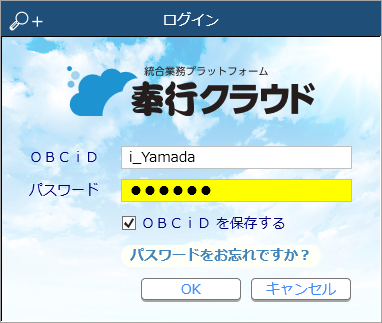 ログイン
統合業務プラットフォーム
奉行クラウド
ＯＢＣｉＤ i_Yamada
パスワード ●●●●●●
ＯＢＣｉＤ を保存する
パスワードをお忘れですか？
OK キャンセル